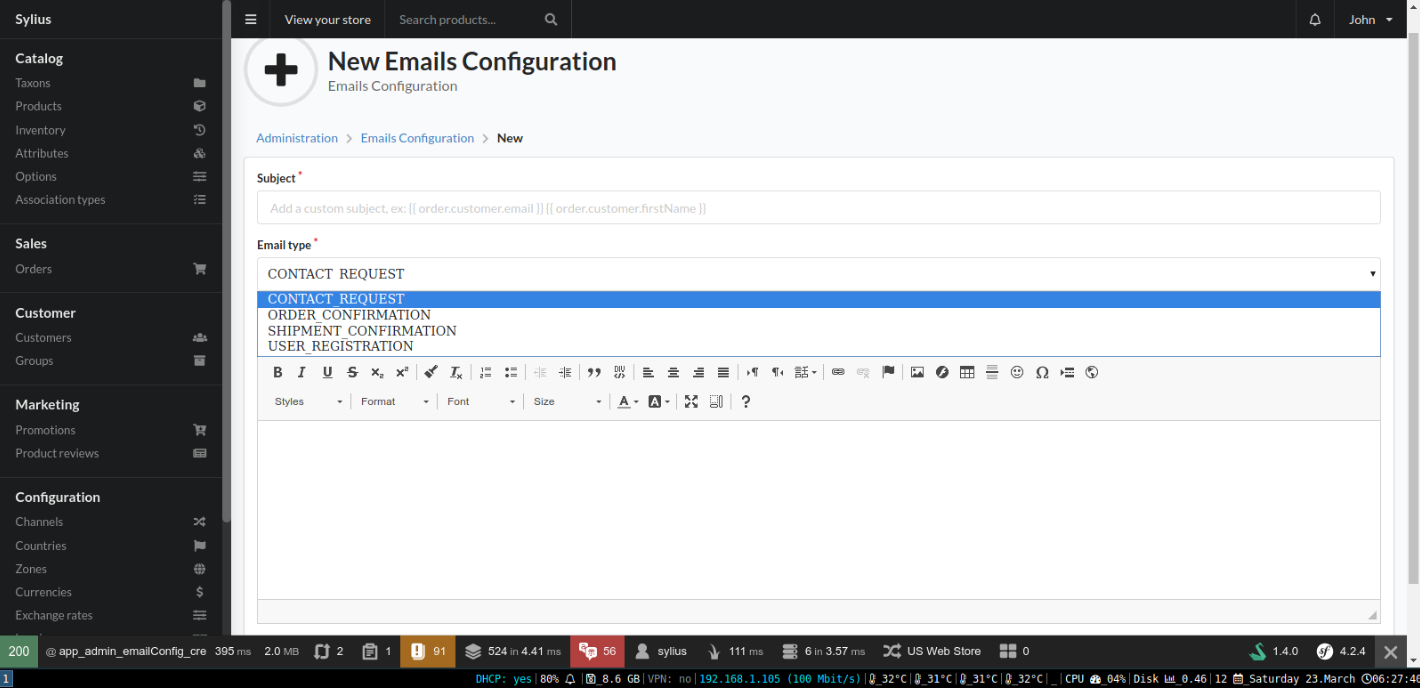 Sylius
View your store
Search products...
John
Catalog
Taxons
Products
Inventory
Attributes
Options
Association types
Sales
Orders
Customer
Customers
Groups
Marketing
Promotions
Product reviews
Configuration
Channels
Countries
Zones
Currencies
Exchange rates
New Emails Configuration
Emails Configuration
Administration > Emails Configuration > New
Subject *
Add a custom subject, ex: {{ order.customer.email }} {{ order.customer.firstName }}
Email type *
CONTACT_REQUEST
CONTACT_REQUEST
ORDER_CONFIRMATION
SHIPMENT_CONFIRMATION
USER_REGISTRATION
Styles Format Font Size
200 @ app_admin_emailConfig_cre 395 ms 2.0 MB 2 1 91 524 in 4.41 ms 56 sylius 111 ms 6 in 3.57 ms US Web Store 0 1.4.0 4.2.4
1 DHCP: yes|80% | 8.6 GB|VPN: no|192.168.1.105 (100 Mbit/s)| 32°C| 31°C| 31°C| 32°C|_|CPU _04%|Disk _0.46|12 _Saturday 23.March 06:27:46